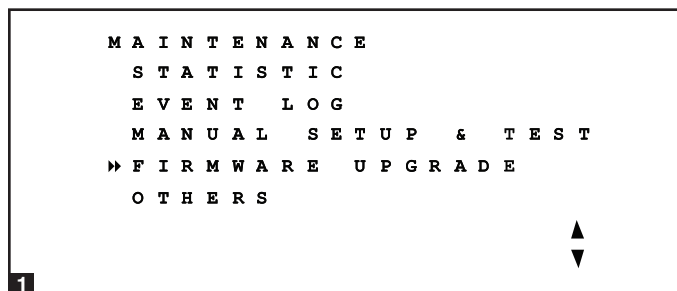 MAINTENANCE
STATISTIC
EVENT LOG
MANUAL SETUP & TEST
FIRMWARE UPGRADE
OTHERS
1